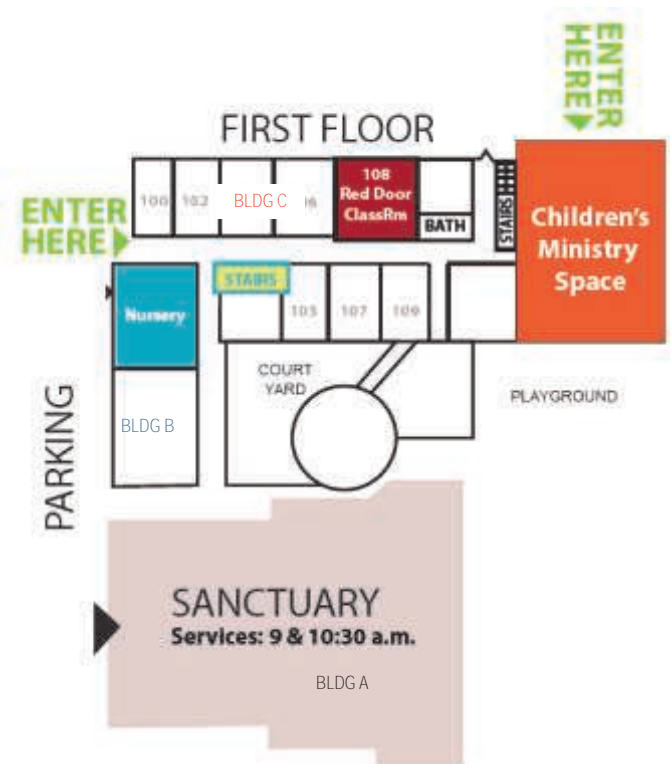 ENTER
HERE
FIRST FLOOR
100
102
BLDG C
108
Red Door
ClassRm
BATH
STAIRS
Children's
Ministry
Space
ENTER
HERE
STAIRS
Nursery
105
107
109
COURT
YARD
PLAYGROUND
BLDG B
PARKING
SANCTUARY
Services: 9 & 10:30 a.m.
BLDG A